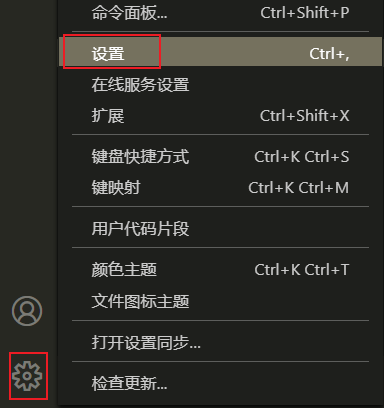 命令面板... Ctrl+Shift+P
设置 Ctrl+,
在线服务设置
扩展 Ctrl+Shift+X
键盘快捷方式 Ctrl+K Ctrl+S
键映射 Ctrl+K Ctrl+M
用户代码片段
颜色主题 Ctrl+K Ctrl+T
文件图标主题
打开设置同步...
检查更新...